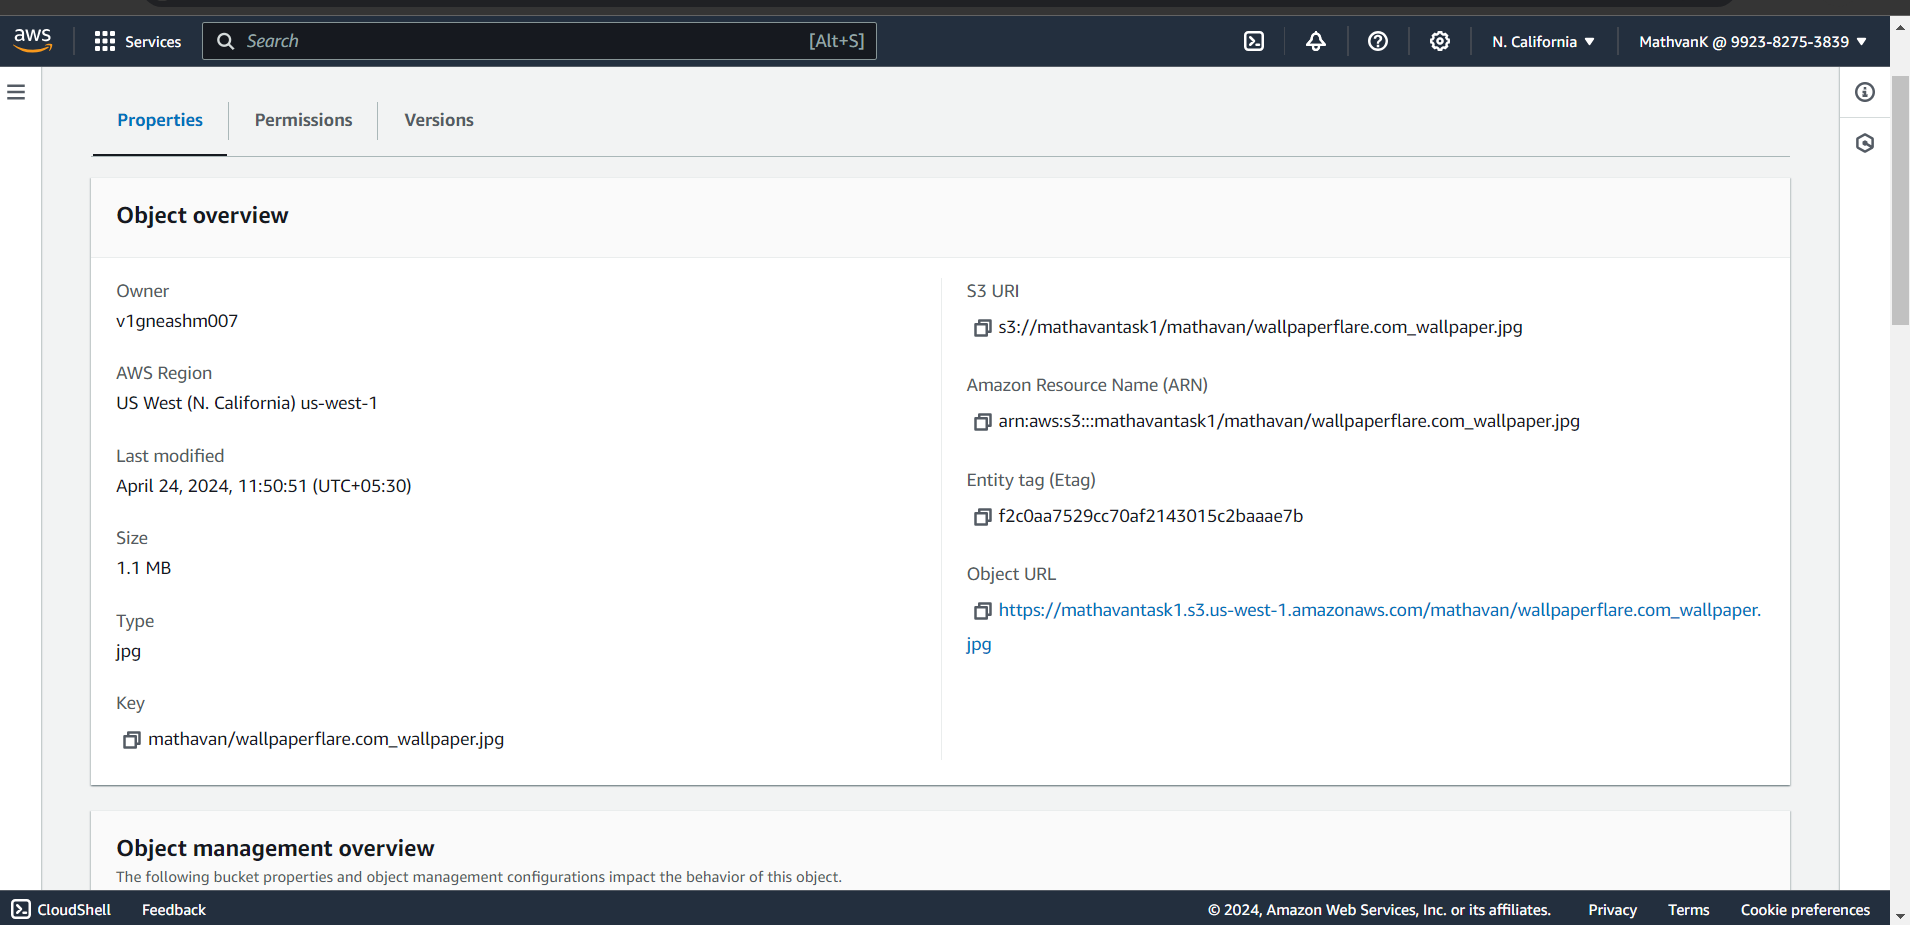 aws
Services
Search
[Alt+S]
N. California
MathvanK @ 9923-8275-3839
Properties
Permissions
Versions
Object overview
Owner
v1gneashm007
AWS Region
US West (N. California) us-west-1
Last modified
April 24, 2024, 11:50:51 (UTC+05:30)
Size
1.1 MB
Type
jpg
Key
mathavan/wallpaperflare.com_wallpaper.jpg
S3 URI
s3://mathavantask1/mathavan/wallpaperflare.com_wallpaper.jpg
Amazon Resource Name (ARN)
arn:aws:s3:::mathavantask1/mathavan/wallpaperflare.com_wallpaper.jpg
Entity tag (Etag)
f2c0aa7529cc70af2143015c2baaae7b
Object URL
https://mathavantask1.s3.us-west-1.amazonaws.com/mathavan/wallpaperflare.com_wallpaper.
jpg
Object management overview
The following bucket properties and object management configurations impact the behavior of this object.
CloudShell
Feedback
© 2024, Amazon Web Services, Inc. or its affiliates.
Privacy
Terms
Cookie preferences